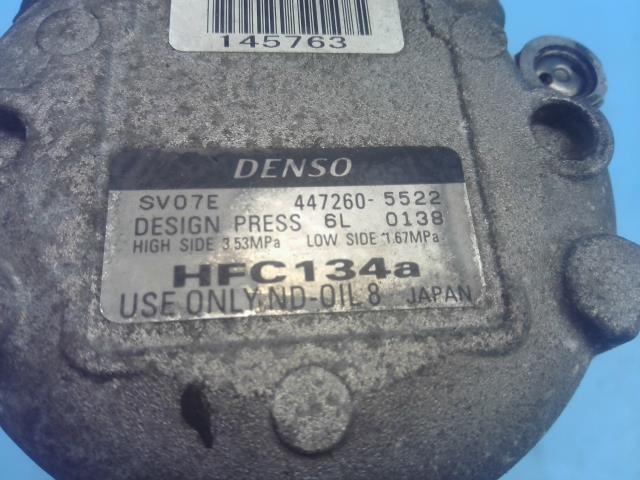 145763
DENSO
SV07E 447260-5522
DESIGN PRESS 6L 0138
HIGH SIDE 3.53MPa LOW SIDE 1.67MPa
HFC134a
USE ONLY ND-OIL 8 JAPAN